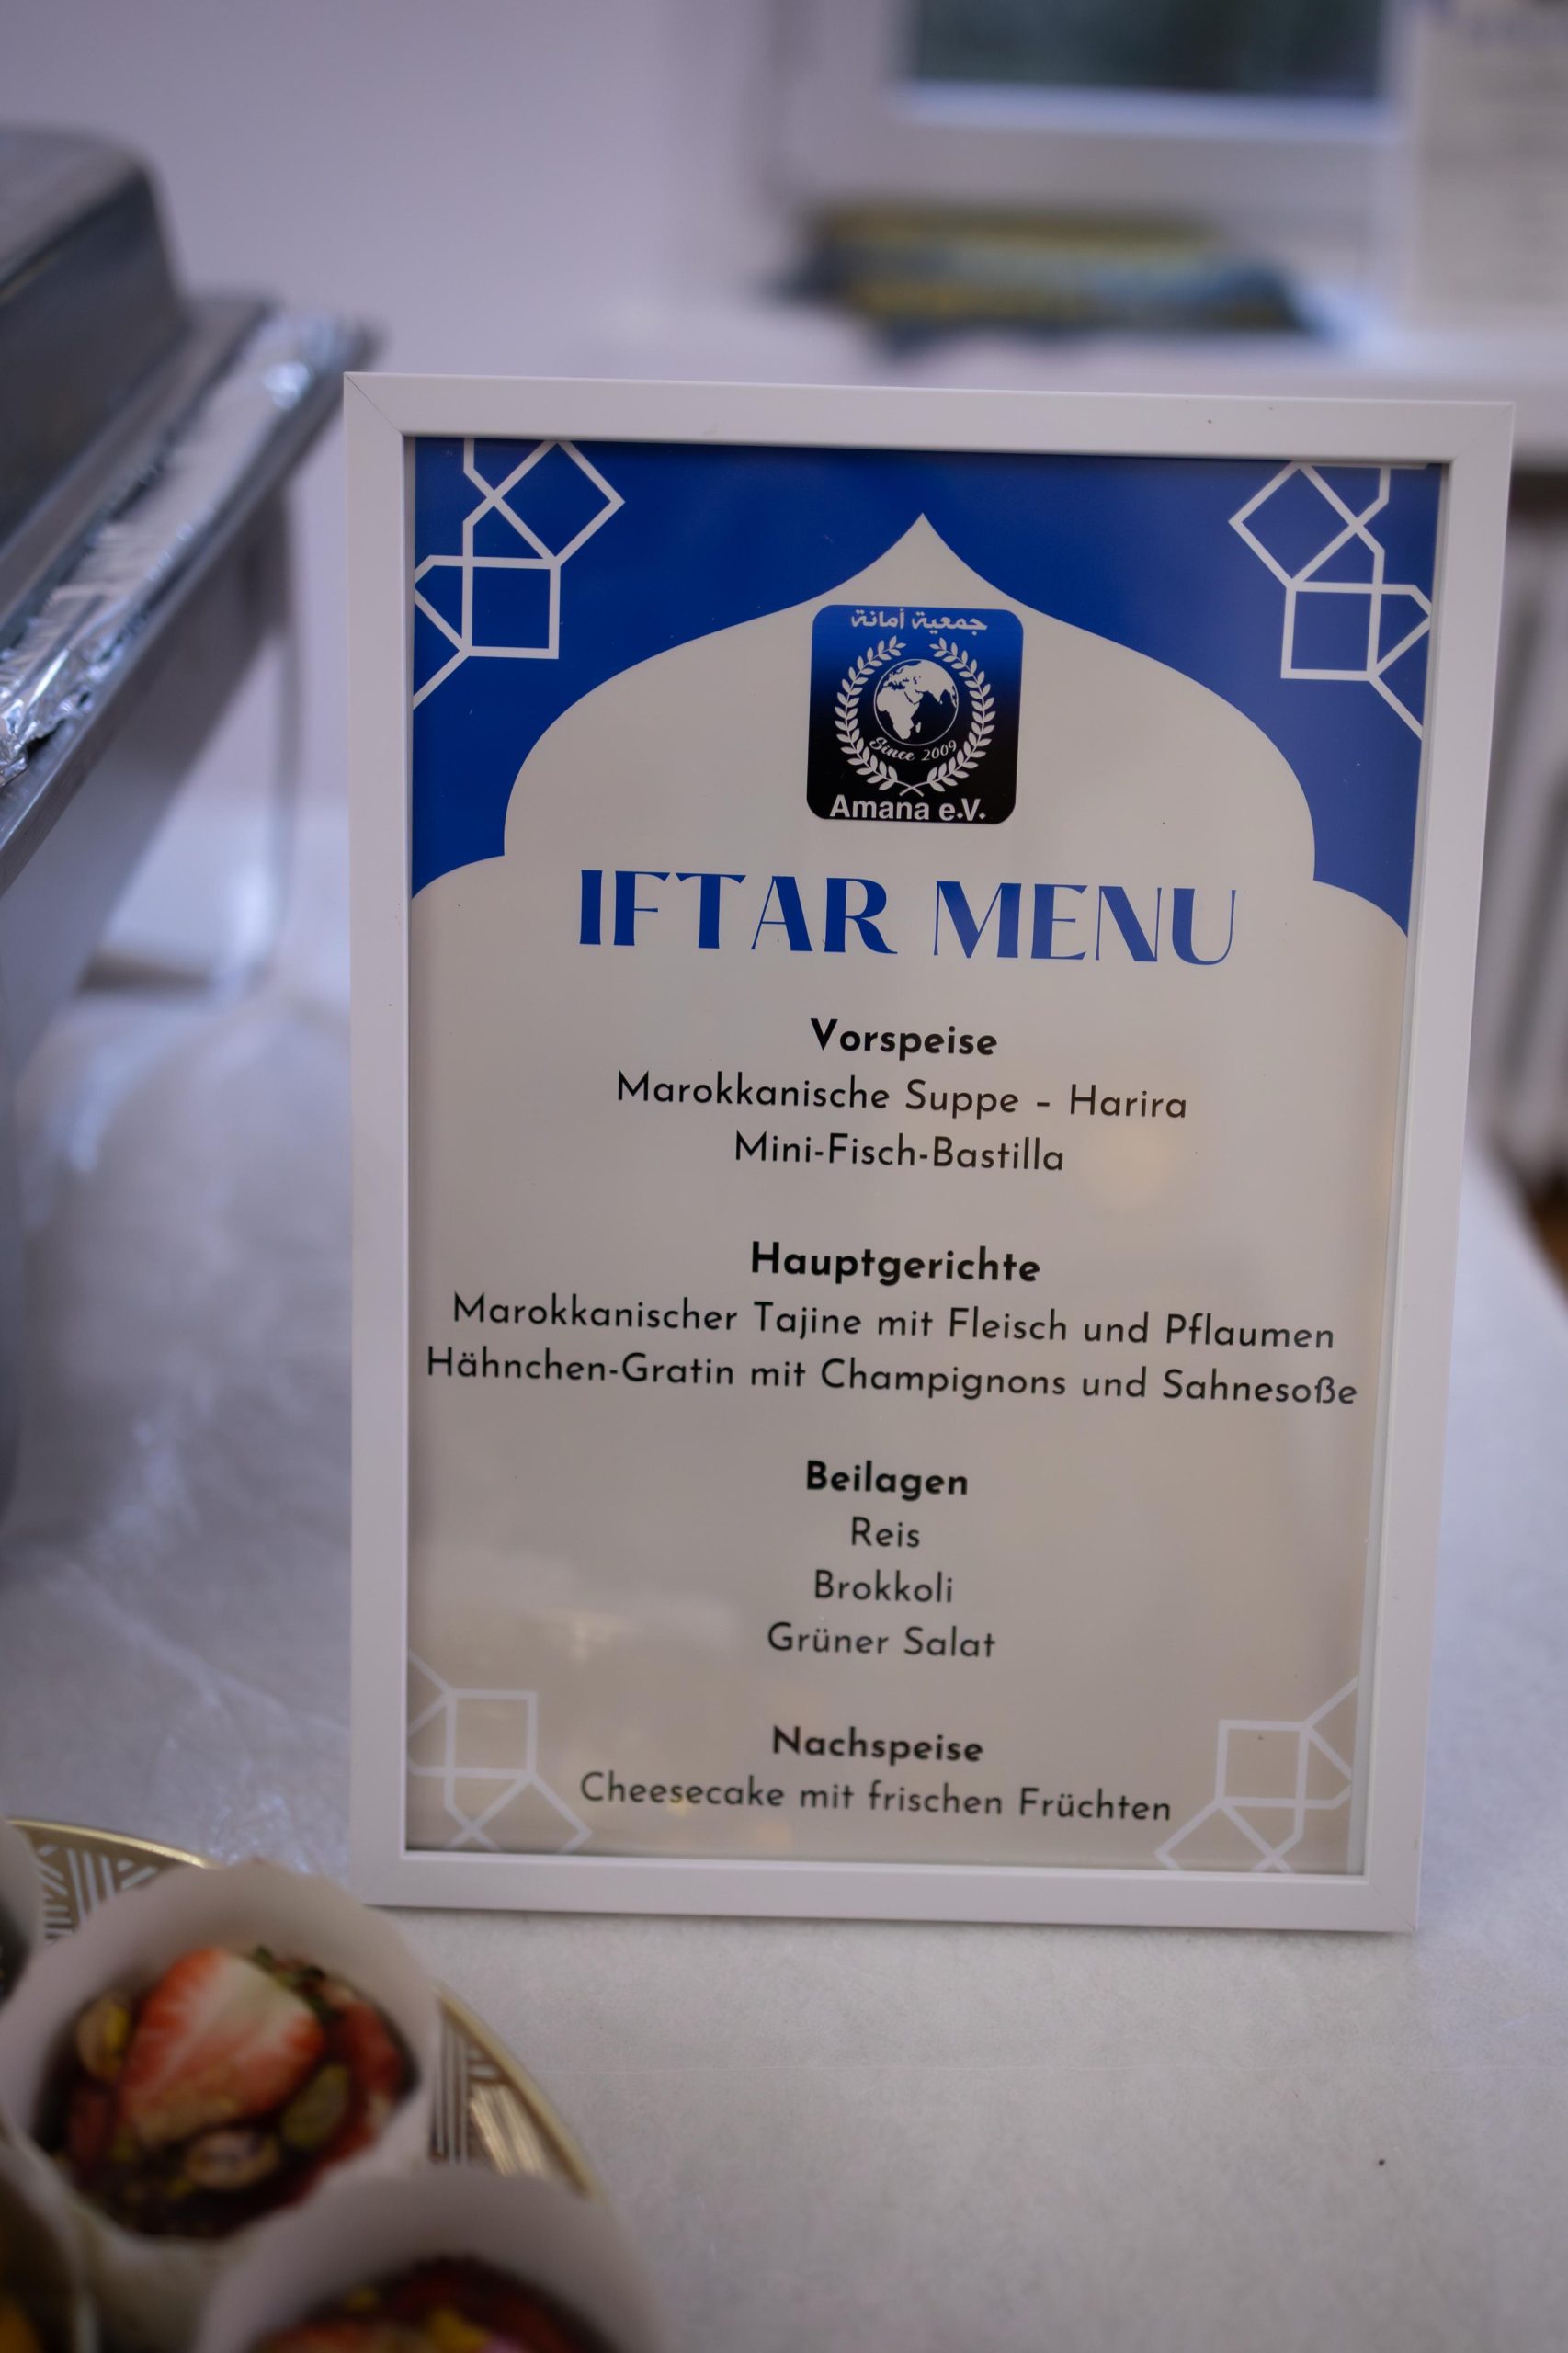 جمعية أمانة
Since 2009
Amana e.V.
IFTAR MENU
Vorspeise
Marokkanische Suppe – Harira
Mini-Fisch-Bastilla
Hauptgerichte
Marokkanischer Tajine mit Fleisch und Pflaumen
Hähnchen-Gratin mit Champignons und Sahnesoße
Beilagen
Reis
Brokkoli
Grüner Salat
Nachspeise
Cheesecake mit frischen Früchten